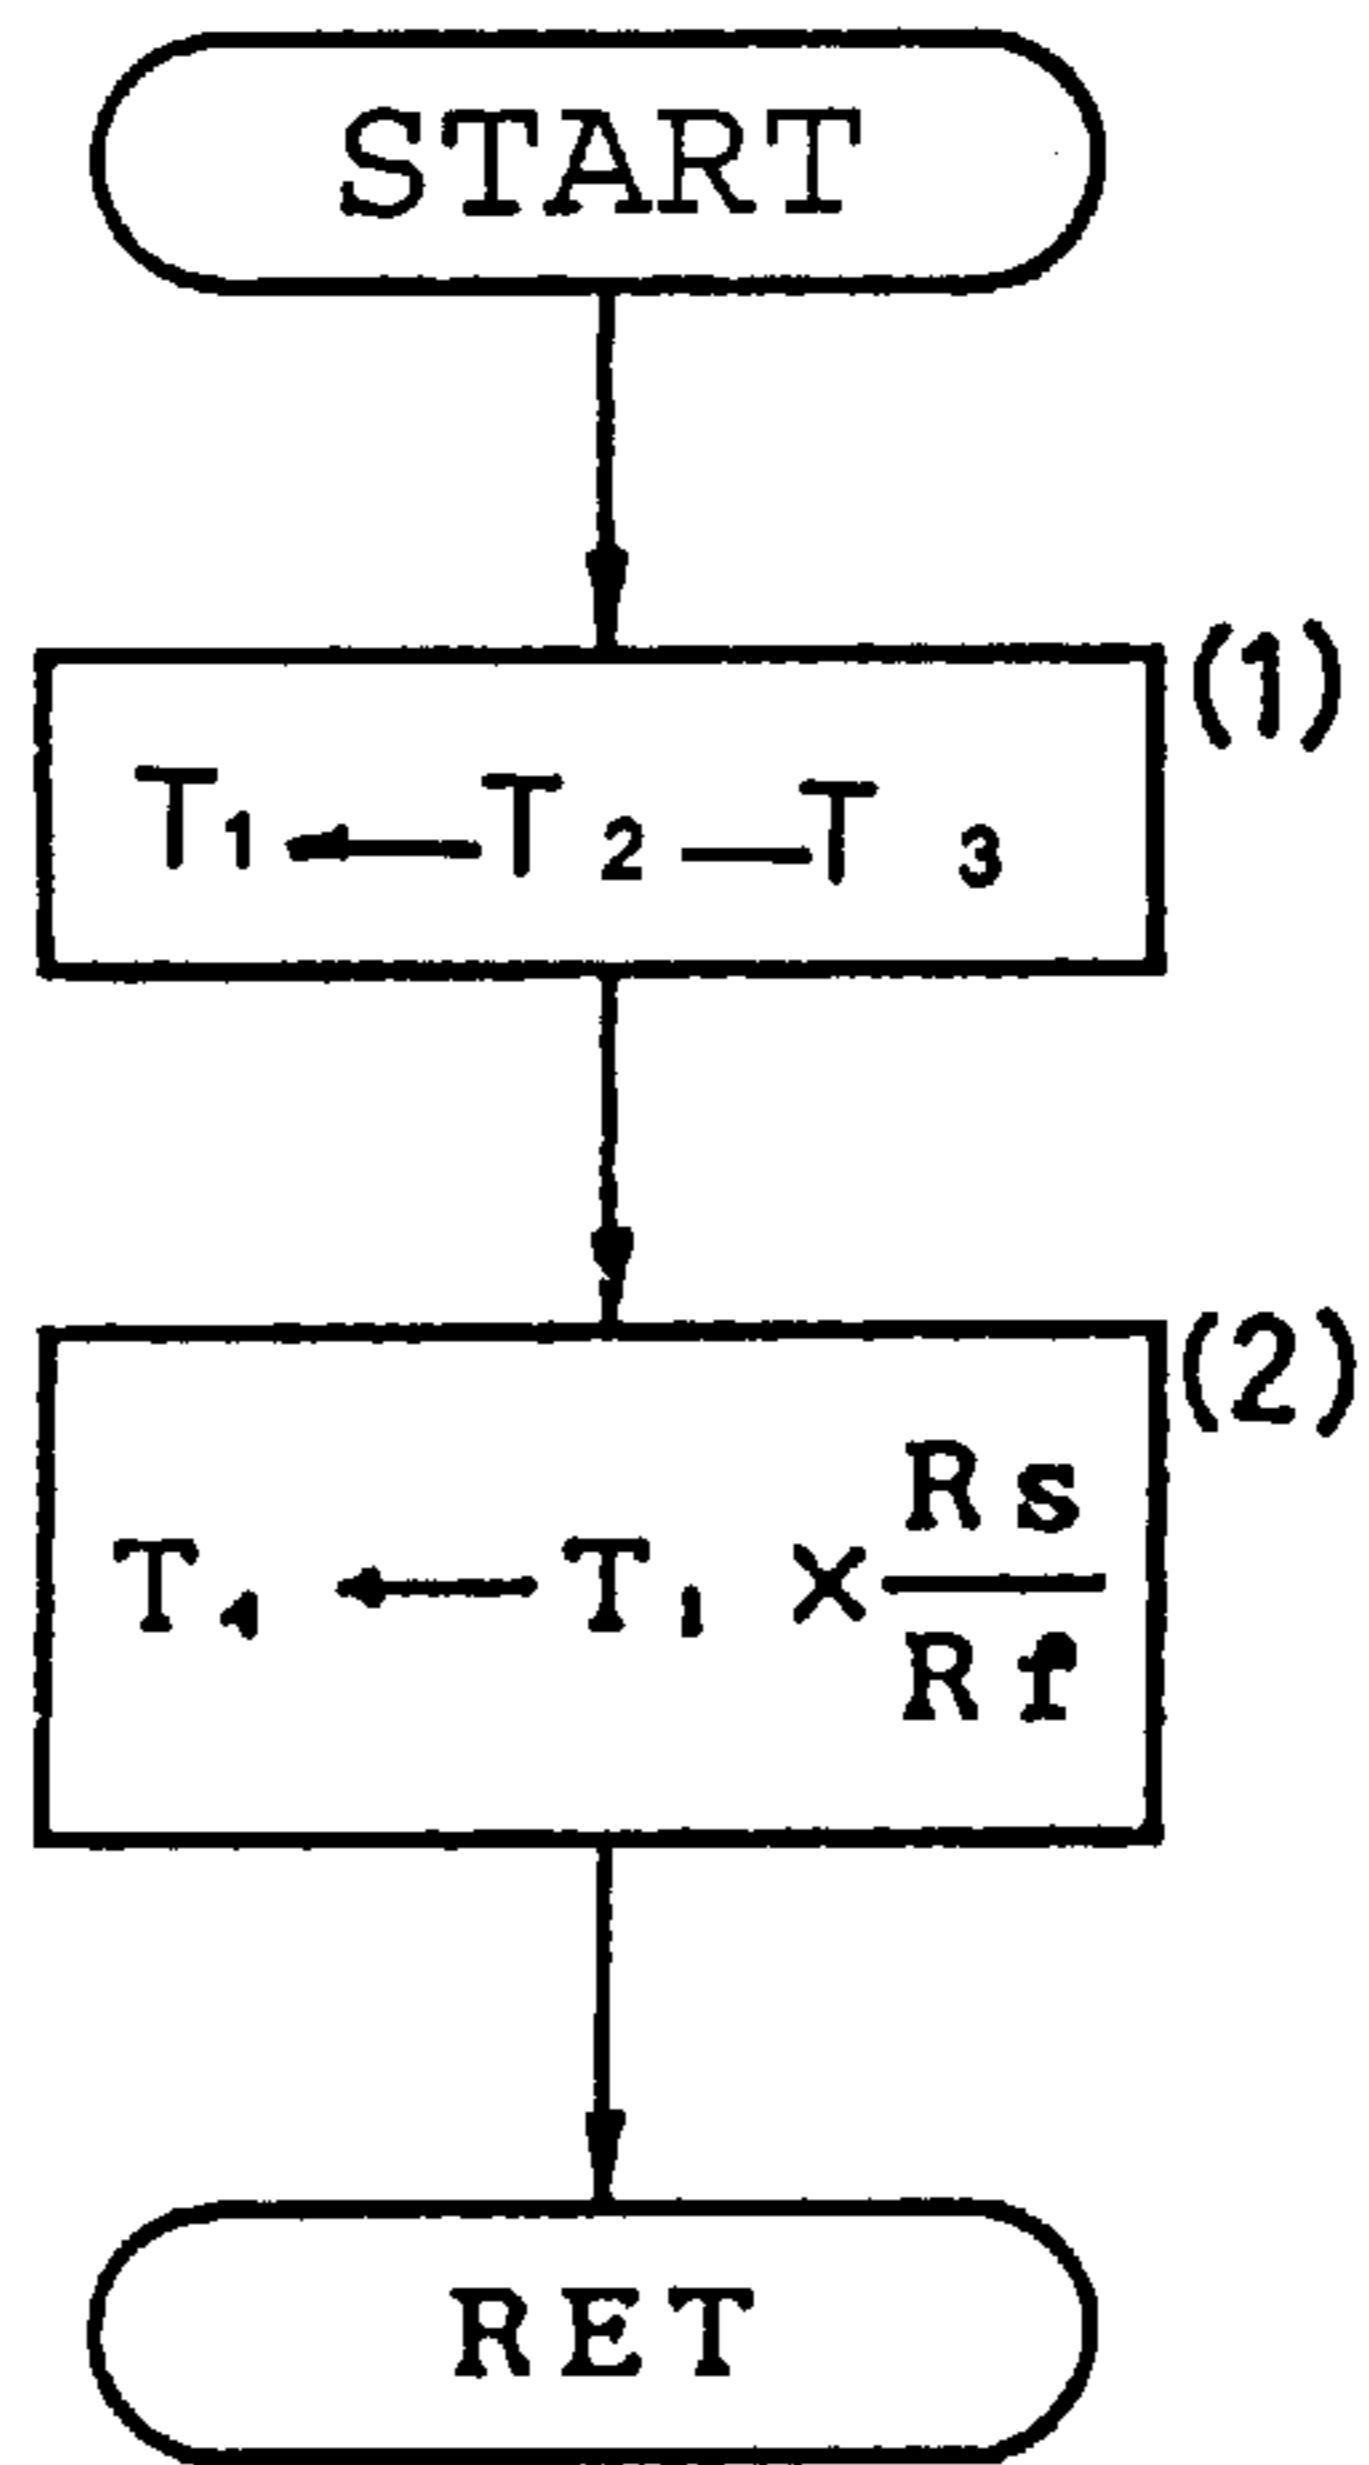 START
(1)
T₁ ← T₂ — T₃
(2)
T₄ ← T₁ × Rs/Rf
RET